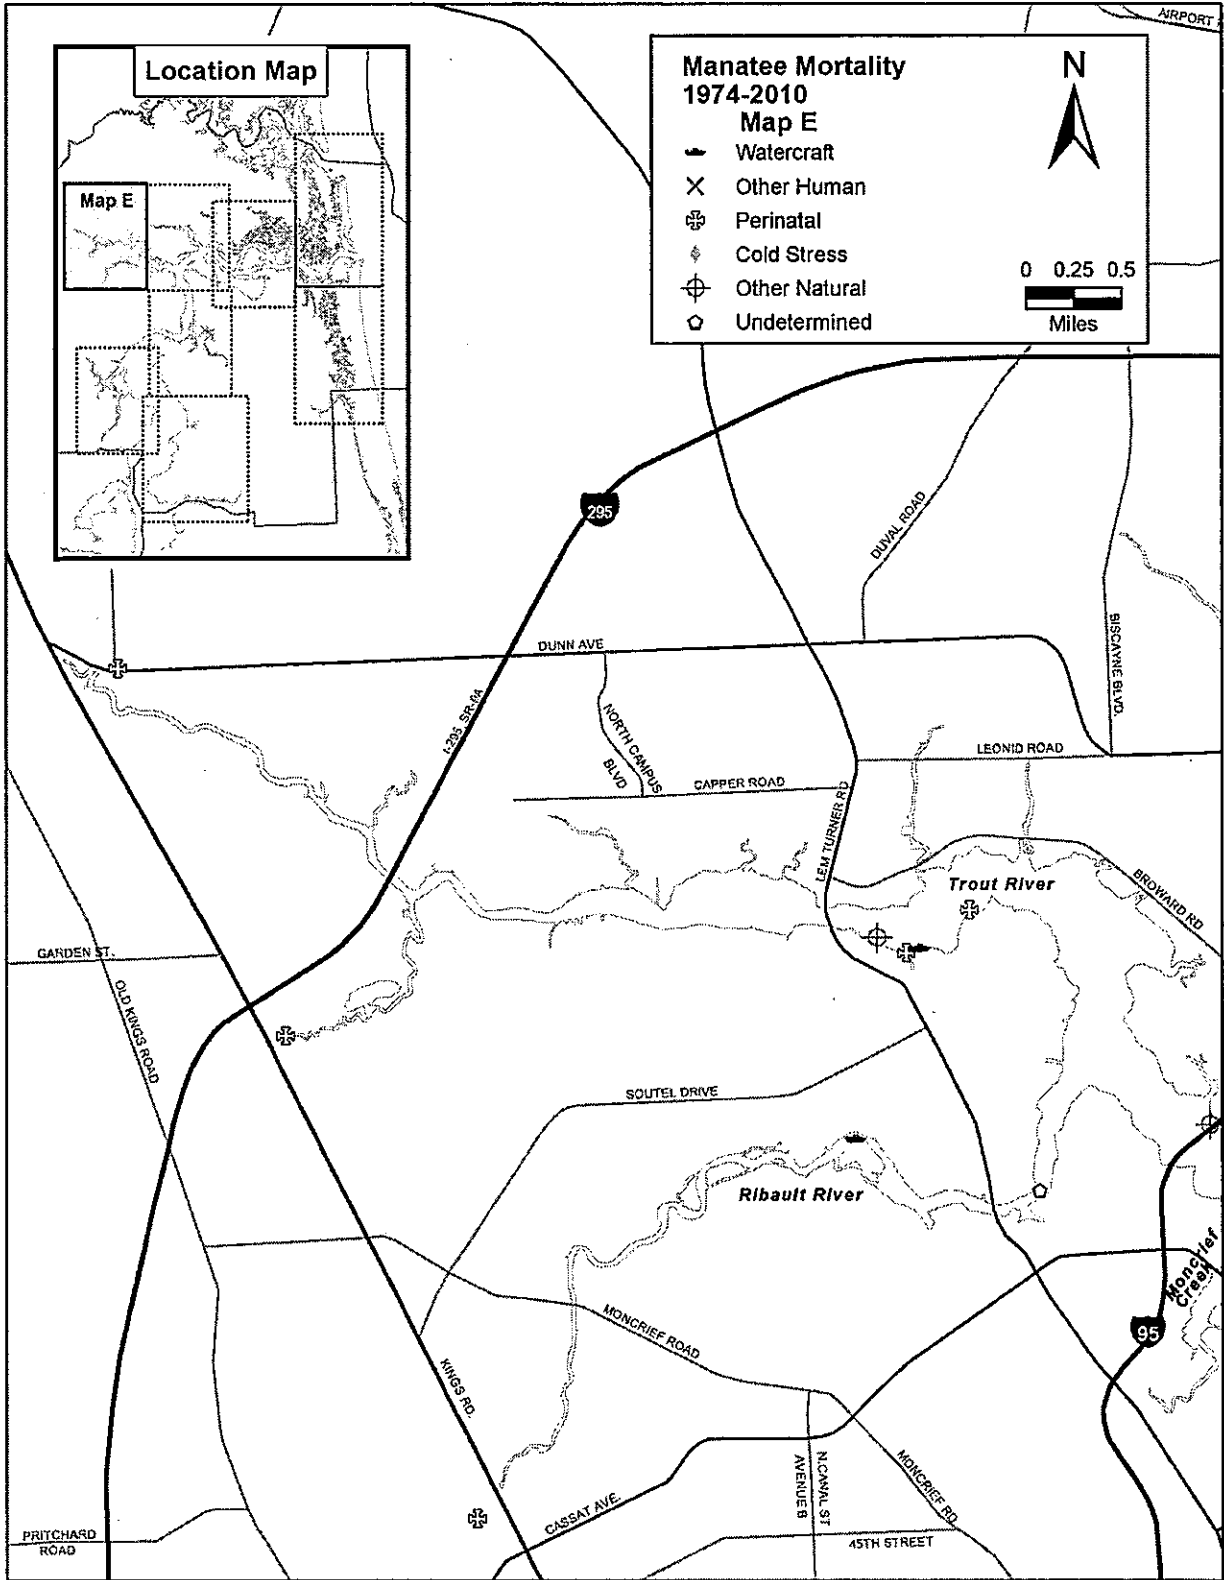 AIRPORT
Location Map
Map E
Manatee Mortality
1974-2010
Map E
Watercraft
Other Human
Perinatal
Cold Stress
Other Natural
Undetermined
N
0 0.25 0.5
Miles
295
DUVAL ROAD
BISCAYNE BLVD.
DUNN AVE
I-295 SR-9A
NORTH CAMPUS
BLVD
LEONID ROAD
CAPPER ROAD
LEM TURNER RD
Trout River
BROWARD RD
GARDEN ST.
OLD KINGS ROAD
SOUTEL DRIVE
Ribault River
Moncrief
Creek
95
MONCRIEF ROAD
KINGS RD.
CASSAT AVE.
N.CANAL ST
AVENUE B
MONCRIEF RD
45TH STREET
PRITCHARD
ROAD